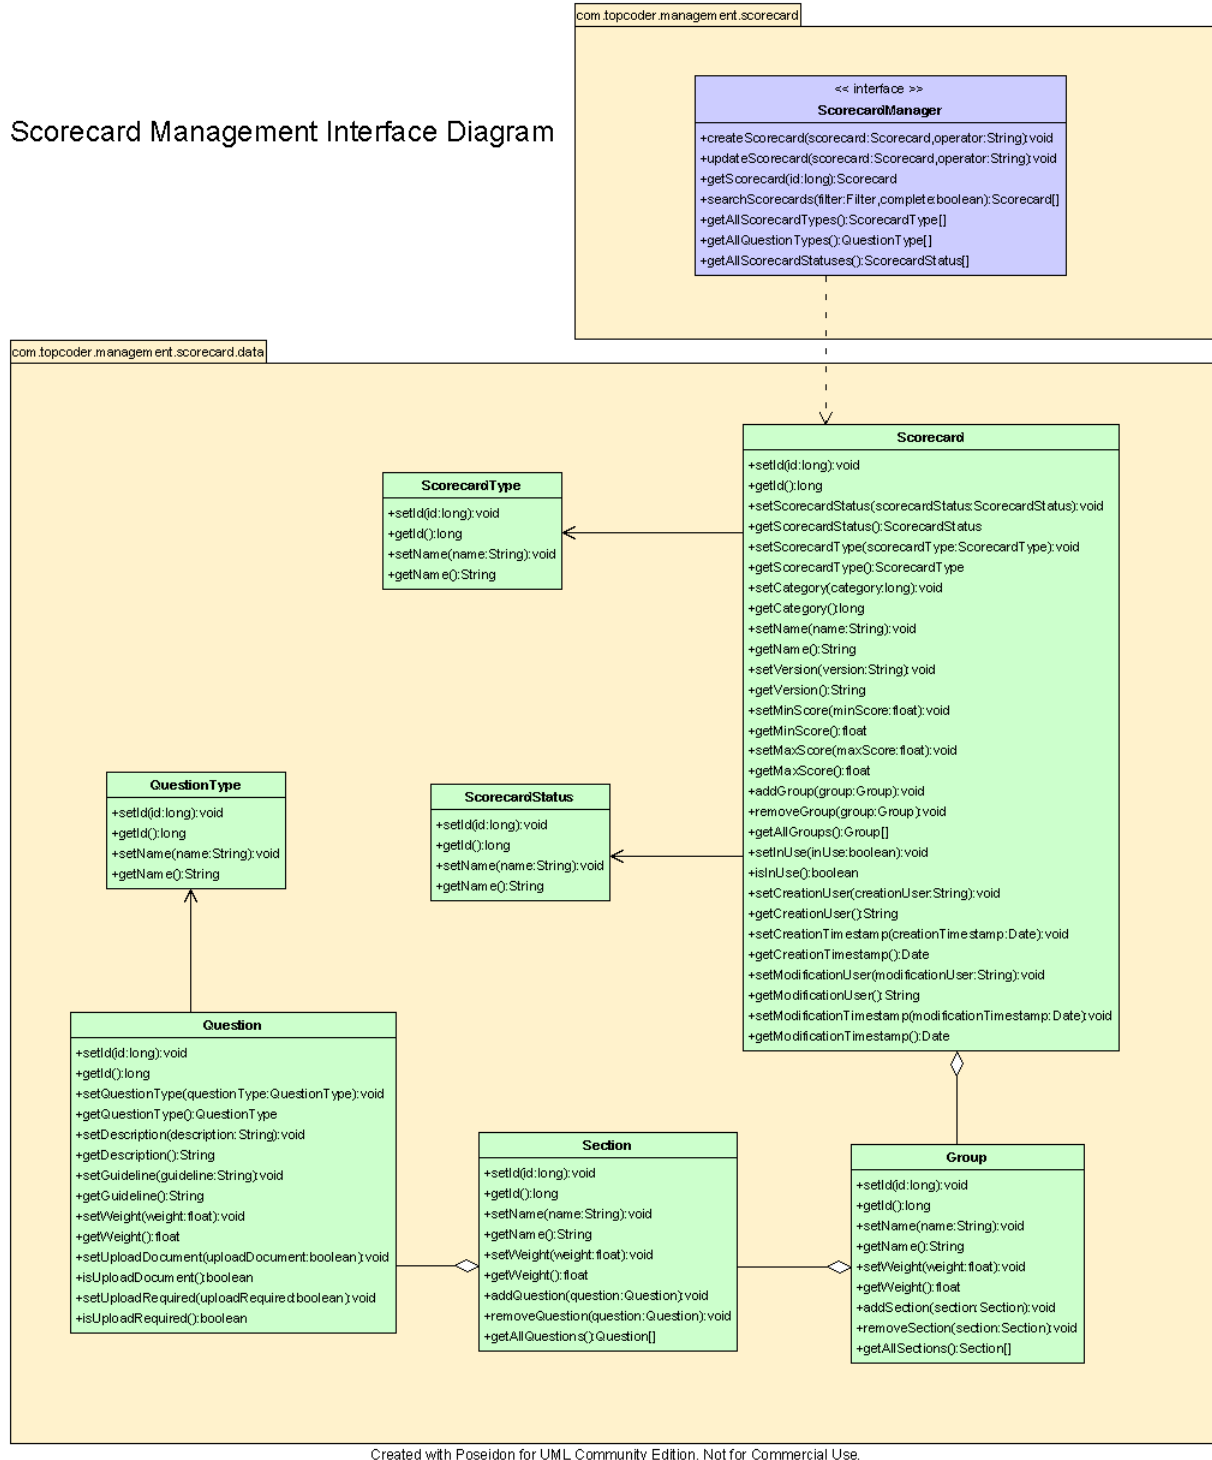 com.topcoder.management.scorecard
<< interface >>
ScorecardManager
+createScorecard(scorecard:Scorecard,operator:String):void
+updateScorecard(scorecard:Scorecard,operator:String):void
+getScorecard(id:long):Scorecard
+searchScorecards(filter:Filter,complete:boolean):Scorecard[]
+getAllScorecardTypes():ScorecardType[]
+getAllQuestionTypes():QuestionType[]
+getAllScorecardStatuses():ScorecardStatus[]
Scorecard Management Interface Diagram
com.topcoder.management.scorecard.data
Scorecard
+setId(id:long):void
+getId():long
+setScorecardStatus(scorecardStatus:ScorecardStatus):void
+getScorecardStatus():ScorecardStatus
+setScorecardType(scorecardType:ScorecardType):void
+getScorecardType():ScorecardType
+setCategory(category:long):void
+getCategory():long
+setName(name:String):void
+getName():String
+setVersion(version:String):void
+getVersion():String
+setMinScore(minScore:float):void
+getMinScore():float
+setMaxScore(maxScore:float):void
+getMaxScore():float
+addGroup(group:Group):void
+removeGroup(group:Group):void
+getAllGroups():Group[]
+setInUse(inUse:boolean):void
+isInUse():boolean
+setCreationUser(creationUser:String):void
+getCreationUser():String
+setCreationTimestamp(creationTimestamp:Date):void
+getCreationTimestamp():Date
+setModificationUser(modificationUser:String):void
+getModificationUser():String
+setModificationTimestamp(modificationTimestamp:Date):void
+getModificationTimestamp():Date
ScorecardType
+setId(id:long):void
+getId():long
+setName(name:String):void
+getName():String
QuestionType
+setId(id:long):void
+getId():long
+setName(name:String):void
+getName():String
ScorecardStatus
+setId(id:long):void
+getId():long
+setName(name:String):void
+getName():String
Question
+setId(id:long):void
+getId():long
+setQuestionType(questionType:QuestionType):void
+getQuestionType():QuestionType
+setDescription(description:String):void
+getDescription():String
+setGuideline(guideline:String):void
+getGuideline():String
+setWeight(weight:float):void
+getWeight():float
+setUploadDocument(uploadDocument:boolean):void
+isUploadDocument():boolean
+setUploadRequired(uploadRequired:boolean):void
+isUploadRequired():boolean
Section
+setId(id:long):void
+getId():long
+setName(name:String):void
+getName():String
+setWeight(weight:float):void
+getWeight():float
+addQuestion(question:Question):void
+removeQuestion(question:Question):void
+getAllQuestions():Question[]
Group
+setId(id:long):void
+getId():long
+setName(name:String):void
+getName():String
+setWeight(weight:float):void
+getWeight():float
+addSection(section:Section):void
+removeSection(section:Section):void
+getAllSections():Section[]
Created with Poseidon for UML Community Edition. Not for Commercial Use.